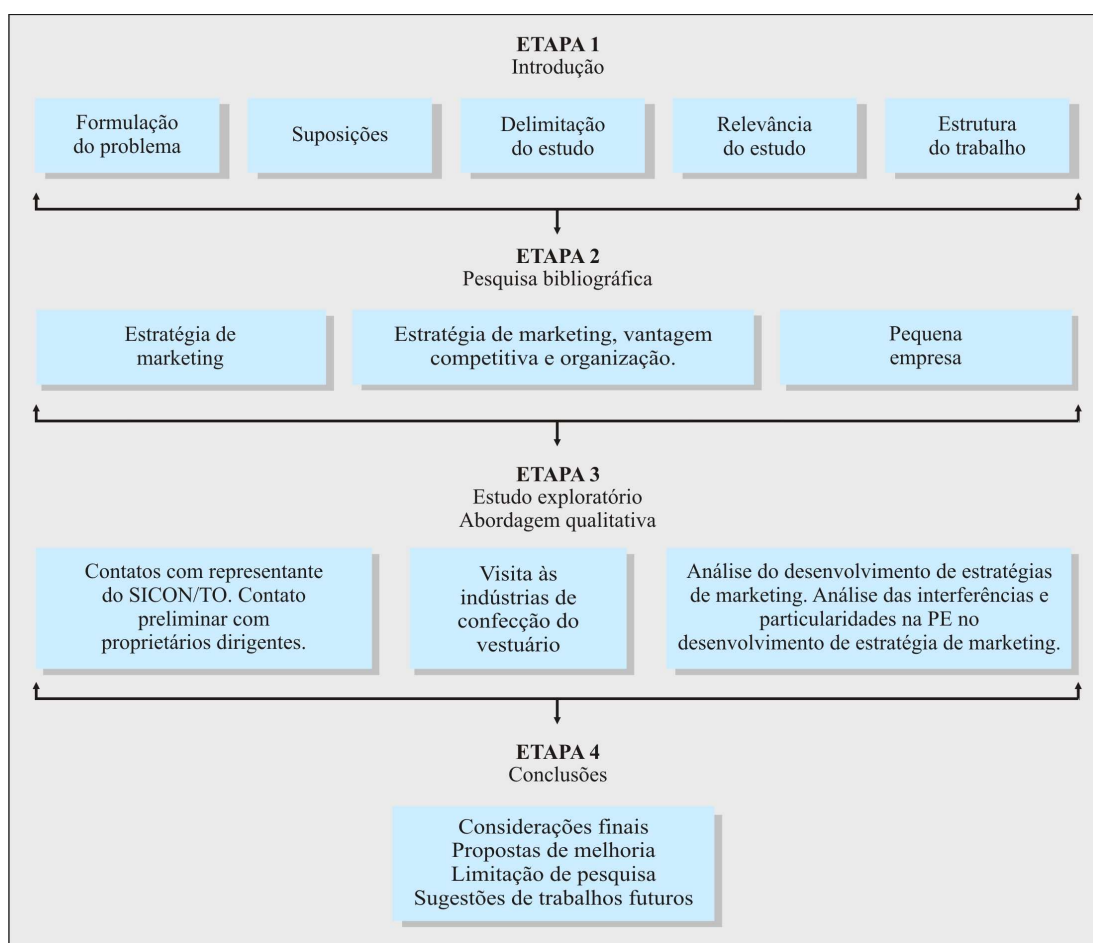 ETAPA 1
Introdução
Formulação
do problema
Suposições
Delimitação
do estudo
Relevância
do estudo
Estrutura
do trabalho
ETAPA 2
Pesquisa bibliográfica
Estratégia de
marketing
Estratégia de marketing, vantagem
competitiva e organização.
Pequena
empresa
ETAPA 3
Estudo exploratório
Abordagem qualitativa
Contatos com representante
do SICON/TO. Contato
preliminar com
proprietários dirigentes.
Visita às
indústrias de
confecção do
vestuário
Análise do desenvolvimento de estratégias
de marketing. Análise das interferências e
particularidades na PE no
desenvolvimento de estratégia de marketing.
ETAPA 4
Conclusões
Considerações finais
Propostas de melhoria
Limitação de pesquisa
Sugestões de trabalhos futuros